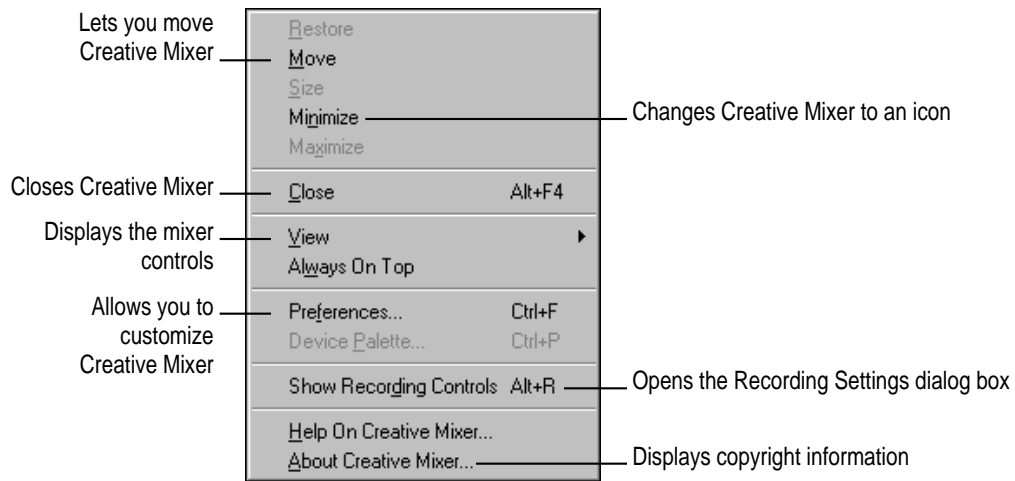 Lets you move
Creative Mixer
Restore
Move
Size
Minimize
Changes Creative Mixer to an icon
Maximize
Closes Creative Mixer
Close Alt+F4
Displays the mixer
controls
View
Always On Top
Allows you to
customize
Creative Mixer
Preferences... Ctrl+F
Device Palette... Ctrl+P
Show Recording Controls Alt+R
Opens the Recording Settings dialog box
Help On Creative Mixer...
About Creative Mixer...
Displays copyright information